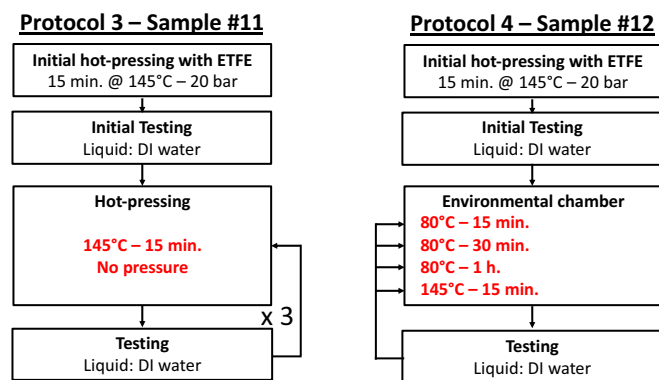 Protocol 3 – Sample #11
Initial hot-pressing with ETFE
15 min. @ 145°C – 20 bar
Initial Testing
Liquid: DI water
Hot-pressing
145°C – 15 min.
No pressure
x 3
Testing
Liquid: DI water
Protocol 4 – Sample #12
Initial hot-pressing with ETFE
15 min. @ 145°C – 20 bar
Initial Testing
Liquid: DI water
Environmental chamber
80°C – 15 min.
80°C – 30 min.
80°C – 1 h.
145°C – 15 min.
Testing
Liquid: DI water